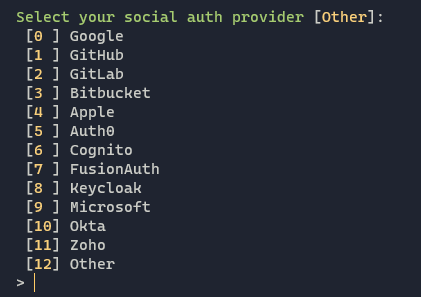 Select your social auth provider [Other]:
[0 ] Google
[1 ] GitHub
[2 ] GitLab
[3 ] Bitbucket
[4 ] Apple
[5 ] Auth0
[6 ] Cognito
[7 ] FusionAuth
[8 ] Keycloak
[9 ] Microsoft
[10] Okta
[11] Zoho
[12] Other
>